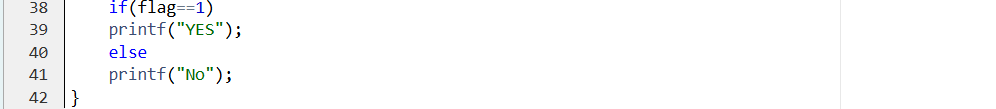 38 if(flag==1)
39 printf("YES");
40 else
41 printf("No");
42 }